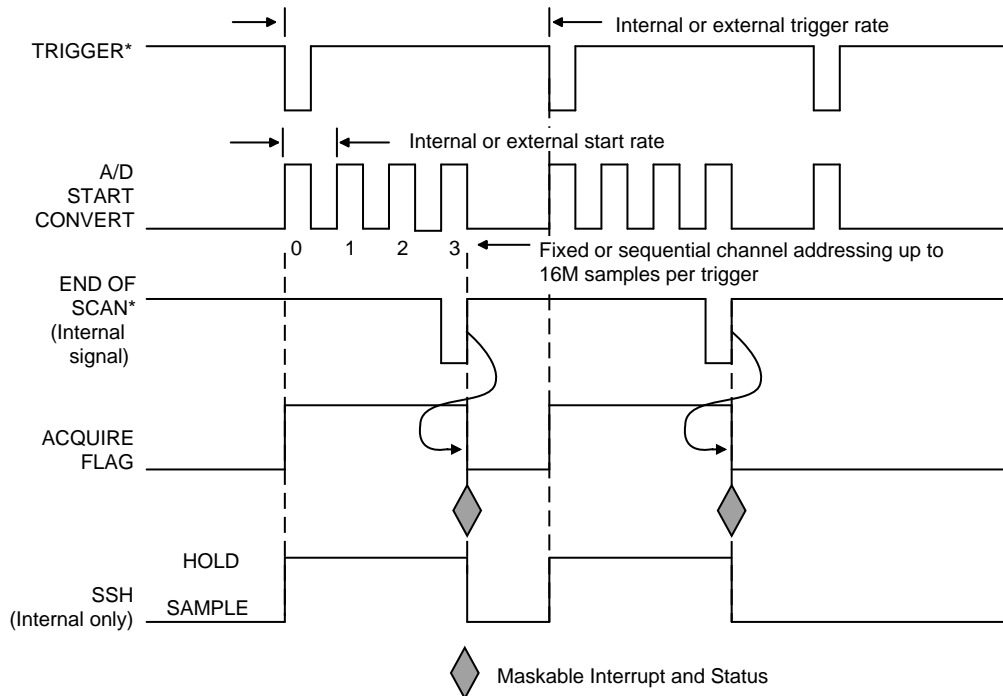 Internal or external trigger rate
TRIGGER*
Internal or external start rate
A/D
START
CONVERT
0 1 2 3
Fixed or sequential channel addressing up to
16M samples per trigger
END OF
SCAN*
(Internal
signal)
ACQUIRE
FLAG
HOLD
SSH
(Internal only)
SAMPLE
Maskable Interrupt and Status